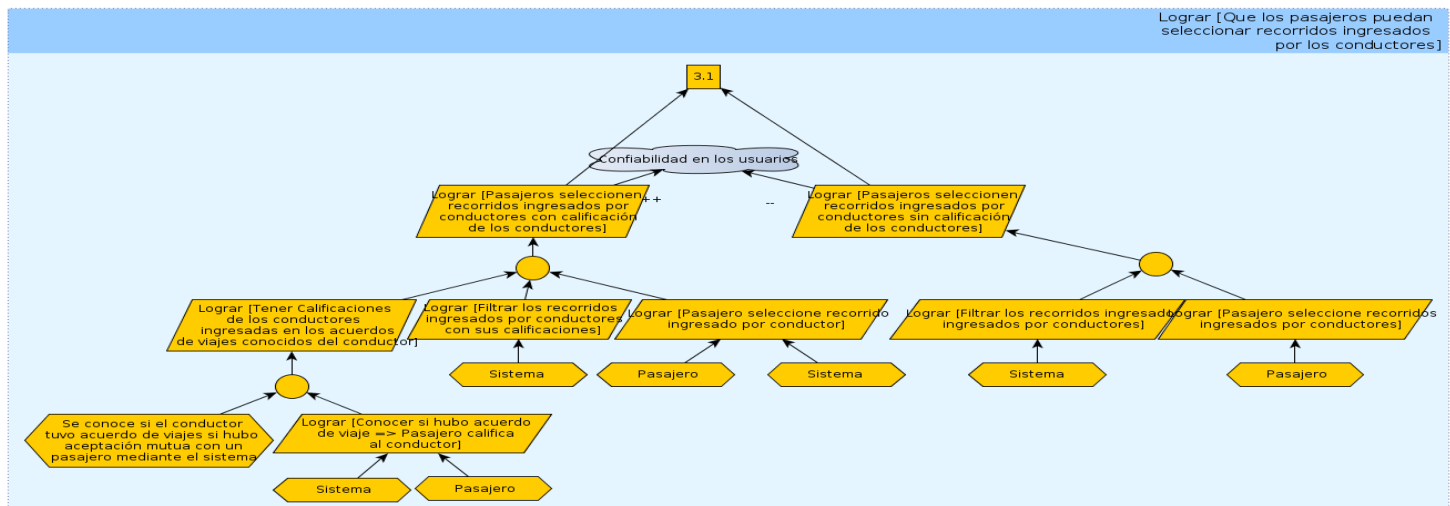 Lograr [Que los pasajeros puedan
seleccionar recorridos ingresados
por los conductores]
3.1
Confiabilidad en los usuarios
Lograr [Pasajeros seleccionen
recorridos ingresados por
conductores con calificación
de los conductores]
++
--
Lograr [Pasajeros seleccionen
recorridos ingresados por
conductores sin calificación
de los conductores]
Lograr [Tener Calificaciones
de los conductores
ingresadas en los acuerdos
de viajes conocidos del conductor]
Lograr [Filtrar los recorridos
ingresados por conductores
con sus calificaciones]
Lograr [Pasajero seleccione recorrido
ingresado por conductor]
Lograr [Filtrar los recorridos ingresados
ingresados por conductores]
Lograr [Pasajero seleccione recorridos
ingresados por conductores]
Sistema
Pasajero
Sistema
Sistema
Pasajero
Se conoce si el conductor
tuvo acuerdo de viajes si hubo
aceptación mutua con un
pasajero mediante el sistema
Lograr [Conocer si hubo acuerdo
de viaje => Pasajero califica
al conductor]
Sistema
Pasajero